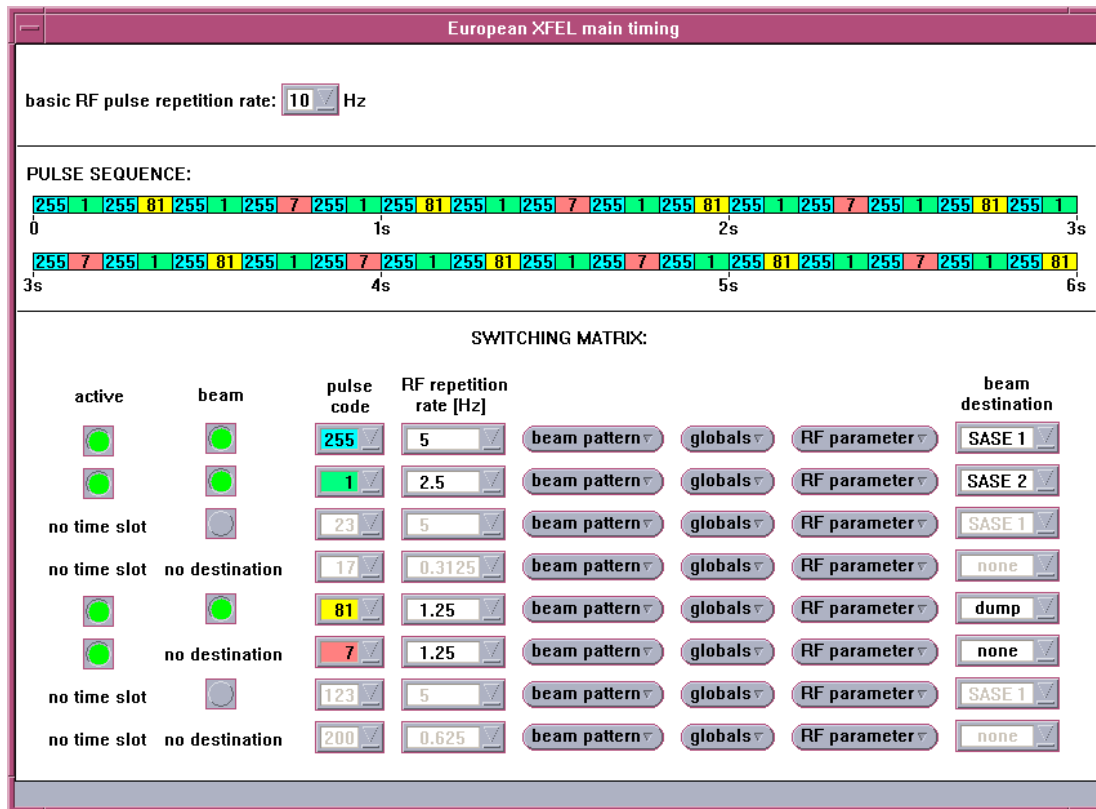 European XFEL main timing
basic RF pulse repetition rate: 10 Hz
PULSE SEQUENCE:
255 1 255 81 255 1 255 7 255 1 255 81 255 1 255 7 255 1 255 81 255 1 255 7 255 1 255 81 255 1
0 1s 2s 3s
255 7 255 1 255 81 255 1 255 7 255 1 255 81 255 1 255 7 255 1 255 81 255 1 255 7 255 1 255 81
3s 4s 5s 6s
SWITCHING MATRIX:
active beam pulse code RF repetition rate [Hz] beam destination
255 5 beam pattern globals RF parameter SASE 1
1 2.5 beam pattern globals RF parameter SASE 2
no time slot 23 5 beam pattern globals RF parameter SASE 1
no time slot no destination 17 0.3125 beam pattern globals RF parameter none
81 1.25 beam pattern globals RF parameter dump
no destination 7 1.25 beam pattern globals RF parameter none
no time slot 123 5 beam pattern globals RF parameter SASE 1
no time slot no destination 200 0.625 beam pattern globals RF parameter none